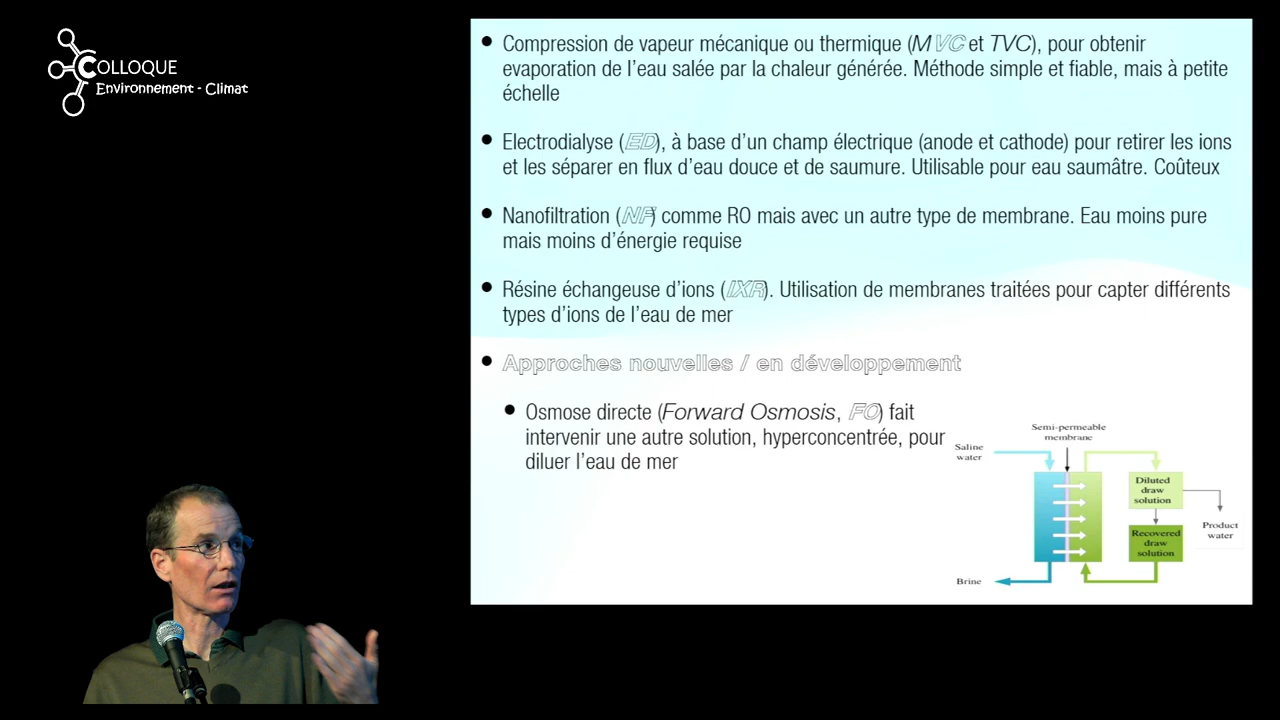 COLLOQUE
Environnement - Climat
• Compression de vapeur mécanique ou thermique (MVC et TVC), pour obtenir
evaporation de l'eau salée par la chaleur générée. Méthode simple et fiable, mais à petite
échelle
• Electrodialyse (ED), à base d'un champ électrique (anode et cathode) pour retirer les ions
et les séparer en flux d'eau douce et de saumure. Utilisable pour eau saumâtre. Coûteux
• Nanofiltration (NF) comme RO mais avec un autre type de membrane. Eau moins pure
mais moins d'énergie requise
• Résine échangeuse d'ions (IXR). Utilisation de membranes traitées pour capter différents
types d'ions de l'eau de mer
• Approches nouvelles / en développement
• Osmose directe (Forward Osmosis, FO) fait
intervenir une autre solution, hyperconcentrée, pour
diluer l'eau de mer
Semi-permeable
membrane
Saline
water
Diluted
draw
solution
Product
water
Recovered
draw
solution
Brine